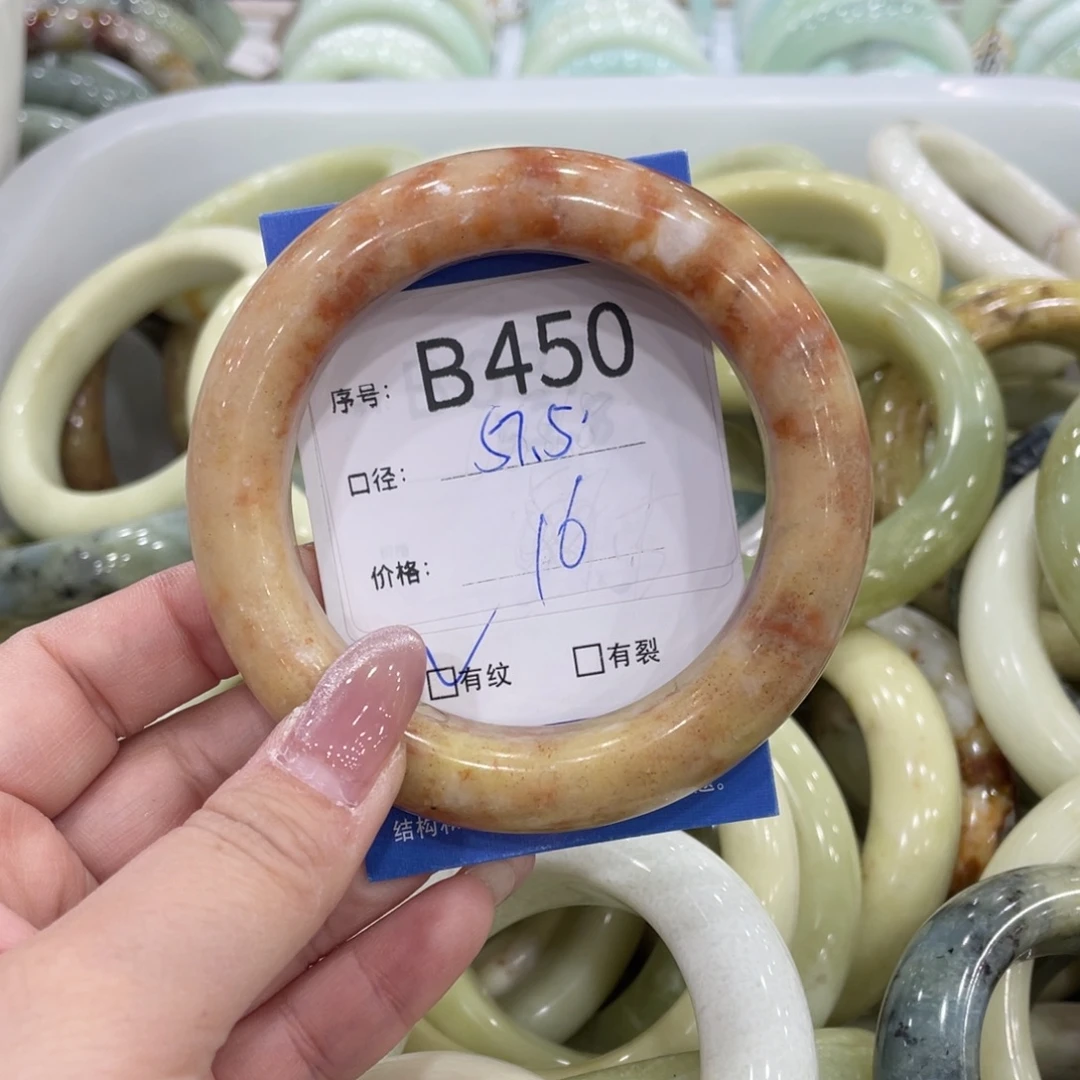 序号: B450
口径: 57.5
价格: 16
☑有纹 □有裂
结构